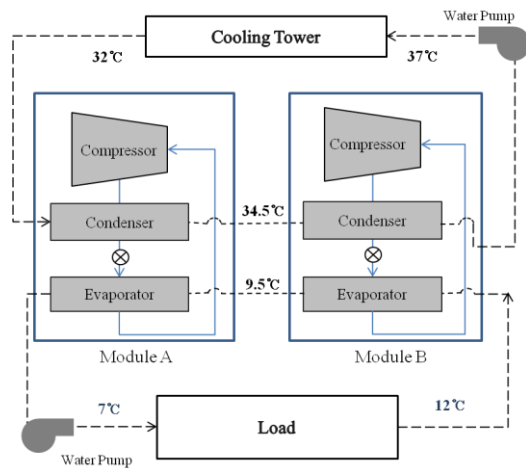 Water Pump
Cooling Tower
32℃
37℃
Compressor
Compressor
Condenser
34.5℃
Condenser
Evaporator
9.5℃
Evaporator
Module A
Module B
7℃
12℃
Load
Water Pump